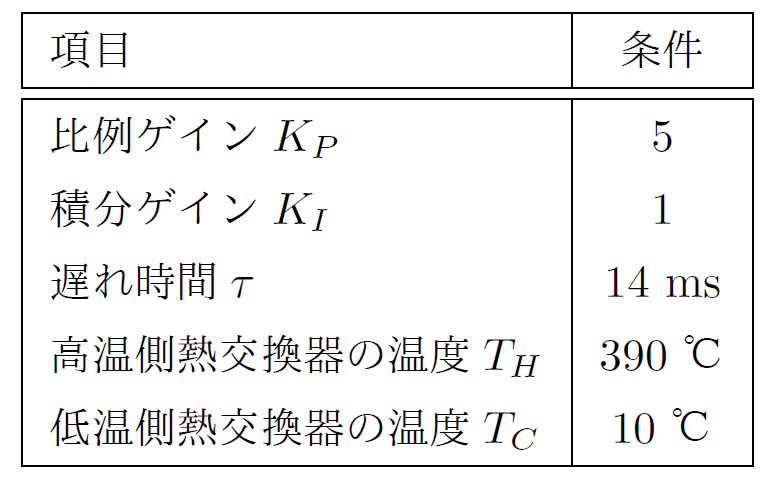 項目 条件
比例ゲイン K_P 5
積分ゲイン K_I 1
遅れ時間 τ 14 ms
高温側熱交換器の温度 T_H 390 ℃
低温側熱交換器の温度 T_C 10 ℃